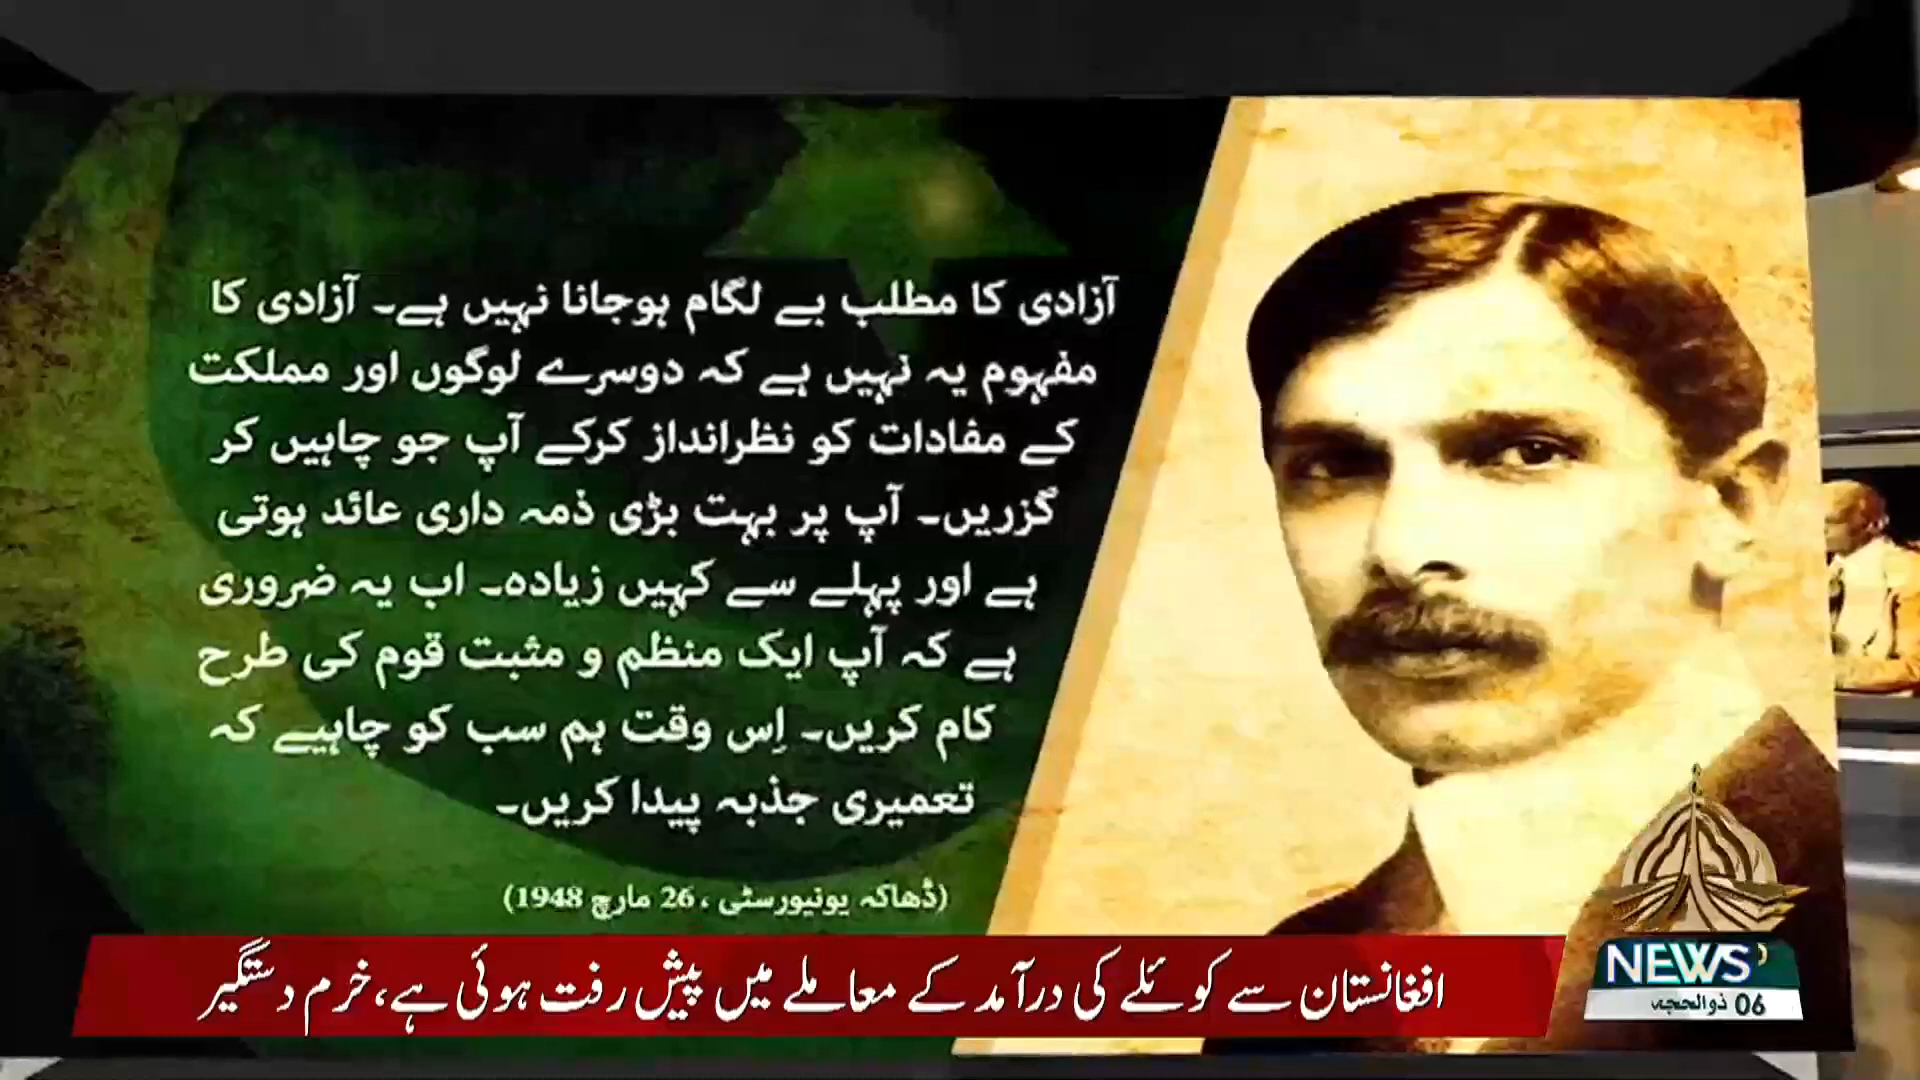 آزادی کا مطلب بے لگام ہوجانا نہیں ہے۔ آزادی کا
مفہوم یہ نہیں ہے کہ دوسرے لوگوں اور مملکت
کے مفادات کو نظرانداز کرکے آپ جو چاہیں کر
گزریں۔ آپ پر بہت بڑی ذمہ داری عائد ہوتی
ہے اور پہلے سے کہیں زیادہ۔ اب یہ ضروری
ہے کہ آپ ایک منظم و مثبت قوم کی طرح
کام کریں۔ اِس وقت ہم سب کو چاہیے کہ
تعمیری جذبہ پیدا کریں۔
(ڈھاکہ یونیورسٹی ، 26 مارچ 1948)
افغانستان سے کوئلے کی درآمد کے معاملے میں پیش رفت ہوئی ہے، خرم دستگیر
NEWS
06 ذوالحجہ